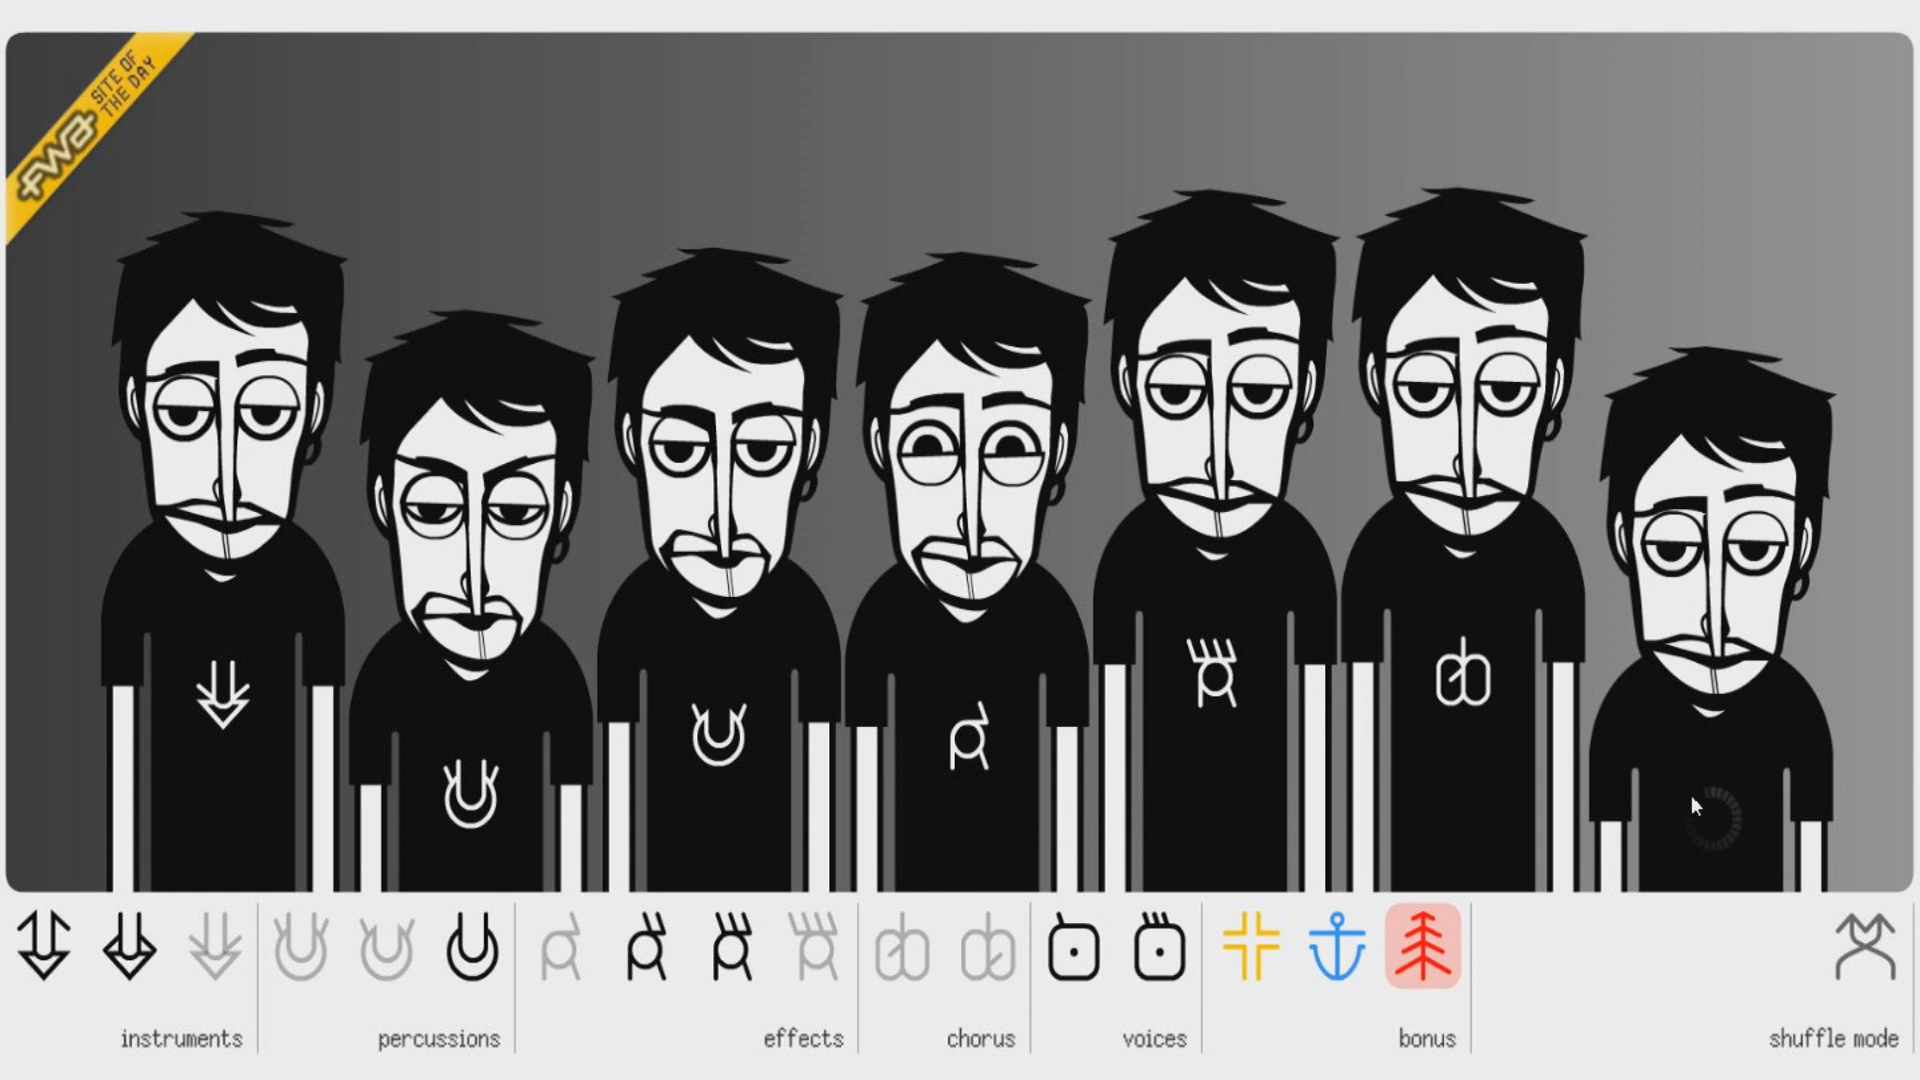 SITE OF
THE DAY
fwa
instruments
percussions
effects
chorus
voices
bonus
shuffle mode